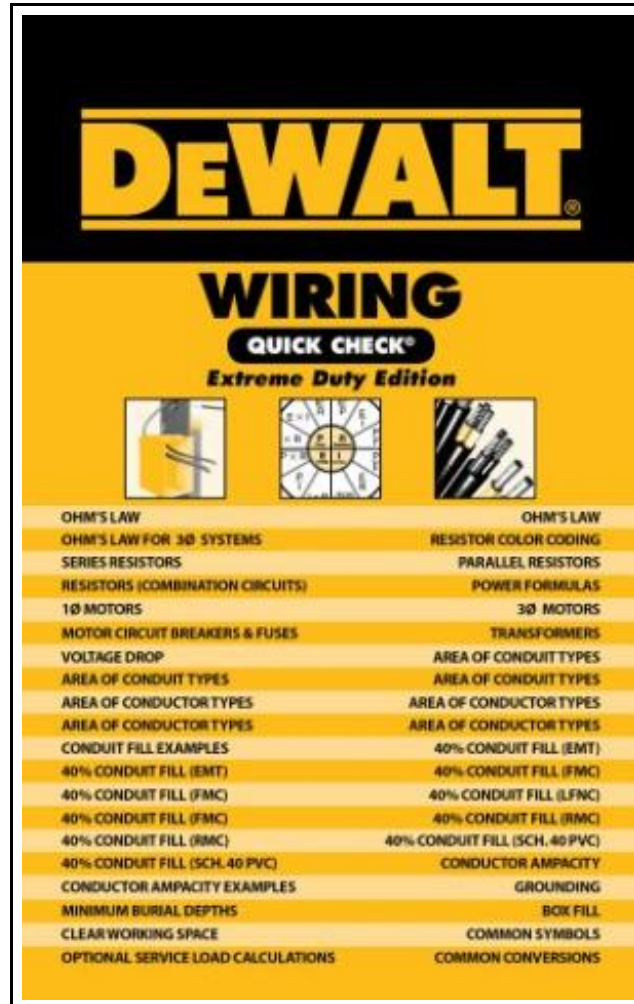 DEWALT®
WIRING
QUICK CHECK®
Extreme Duty Edition
OHM'S LAW OHM'S LAW
OHM'S LAW FOR 3Ø SYSTEMS RESISTOR COLOR CODING
SERIES RESISTORS PARALLEL RESISTORS
RESISTORS (COMBINATION CIRCUITS) POWER FORMULAS
1Ø MOTORS 3Ø MOTORS
MOTOR CIRCUIT BREAKERS & FUSES TRANSFORMERS
VOLTAGE DROP AREA OF CONDUIT TYPES
AREA OF CONDUIT TYPES AREA OF CONDUIT TYPES
AREA OF CONDUCTOR TYPES AREA OF CONDUCTOR TYPES
AREA OF CONDUCTOR TYPES AREA OF CONDUCTOR TYPES
CONDUIT FILL EXAMPLES 40% CONDUIT FILL (EMT)
40% CONDUIT FILL (EMT) 40% CONDUIT FILL (FMC)
40% CONDUIT FILL (FMC) 40% CONDUIT FILL (LFNC)
40% CONDUIT FILL (FMC) 40% CONDUIT FILL (RMC)
40% CONDUIT FILL (RMC) 40% CONDUIT FILL (SCH. 40 PVC)
40% CONDUIT FILL (SCH. 40 PVC) CONDUCTOR AMPACITY
CONDUCTOR AMPACITY EXAMPLES GROUNDING
MINIMUM BURIAL DEPTHS BOX FILL
CLEAR WORKING SPACE COMMON SYMBOLS
OPTIONAL SERVICE LOAD CALCULATIONS COMMON CONVERSIONS